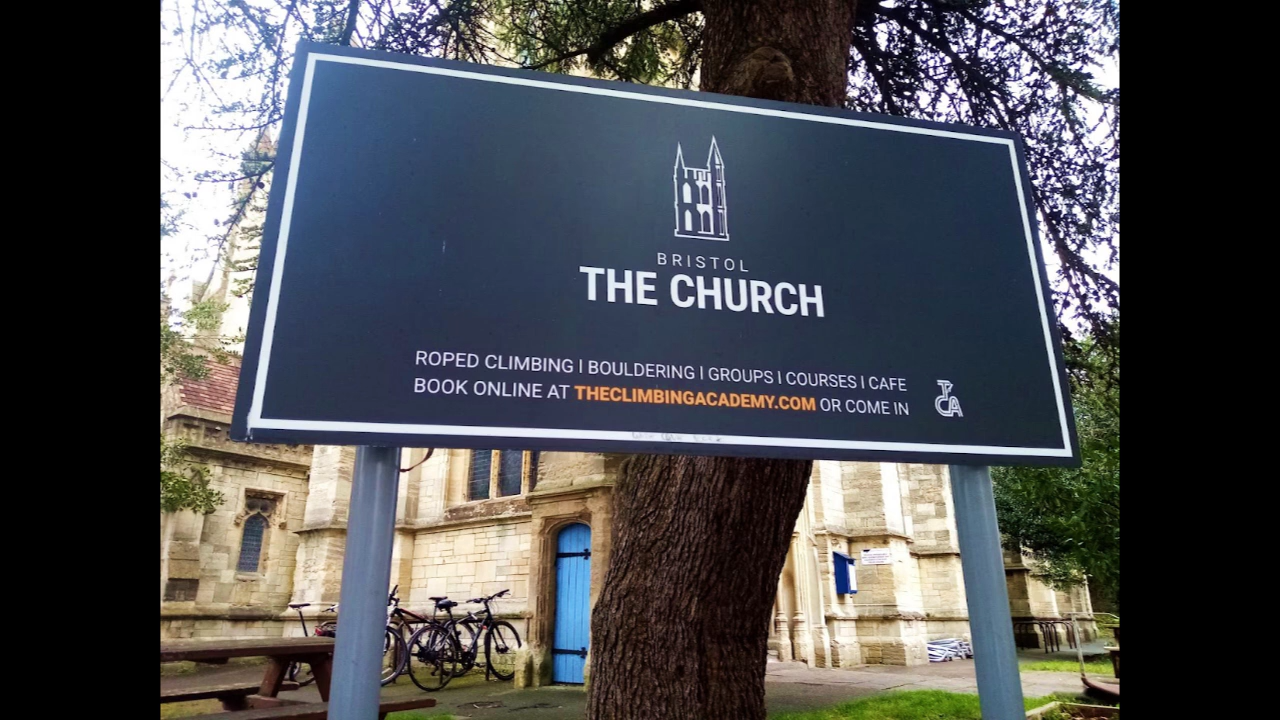 BRISTOL
THE CHURCH
ROPED CLIMBING | BOULDERING | GROUPS | COURSES | CAFE
BOOK ONLINE AT THECLIMBINGACADEMY.COM OR COME IN
TCA